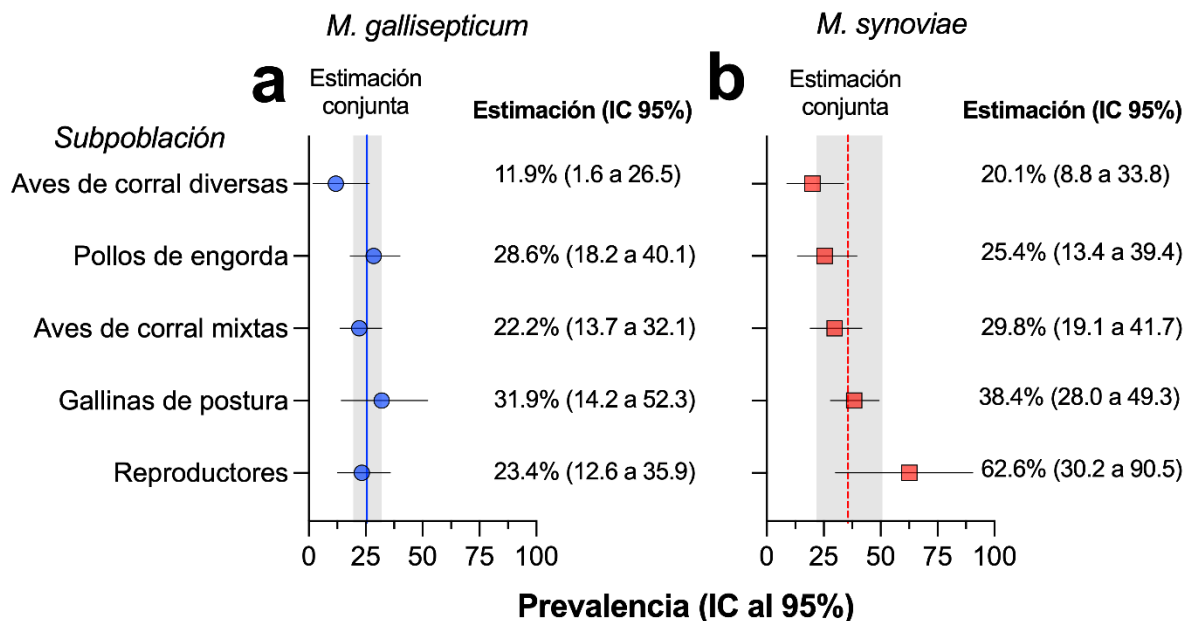 M. gallisepticum
M. synoviae
a
Estimación
conjunta
Estimación (IC 95%)
b
Estimación
conjunta
Estimación (IC 95%)
Subpoblación
Aves de corral diversas
11.9% (1.6 a 26.5)
20.1% (8.8 a 33.8)
Pollos de engorda
28.6% (18.2 a 40.1)
25.4% (13.4 a 39.4)
Aves de corral mixtas
22.2% (13.7 a 32.1)
29.8% (19.1 a 41.7)
Gallinas de postura
31.9% (14.2 a 52.3)
38.4% (28.0 a 49.3)
Reproductores
23.4% (12.6 a 35.9)
62.6% (30.2 a 90.5)
0 25 50 75 100
0 25 50 75 100
Prevalencia (IC al 95%)